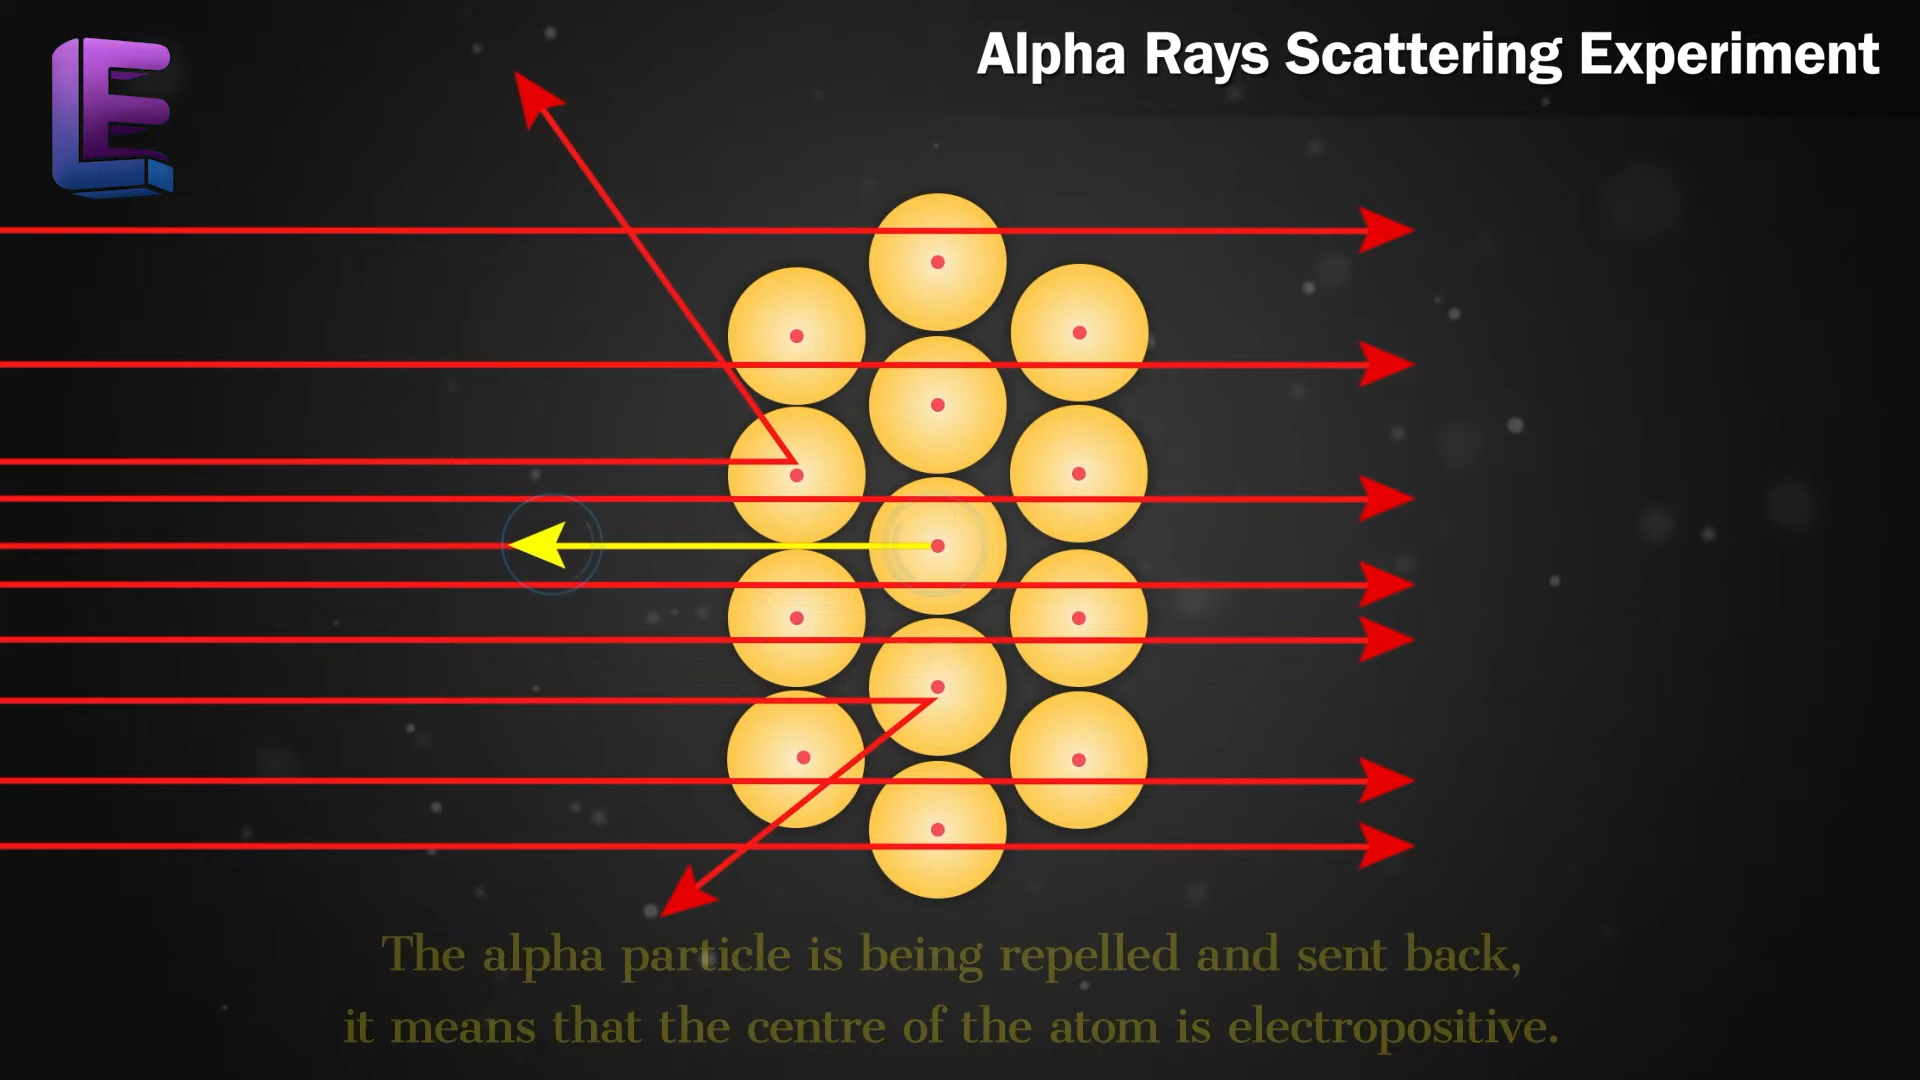 Alpha Rays Scattering Experiment
LE
The alpha particle is being repelled and sent back,
it means that the centre of the atom is electropositive.